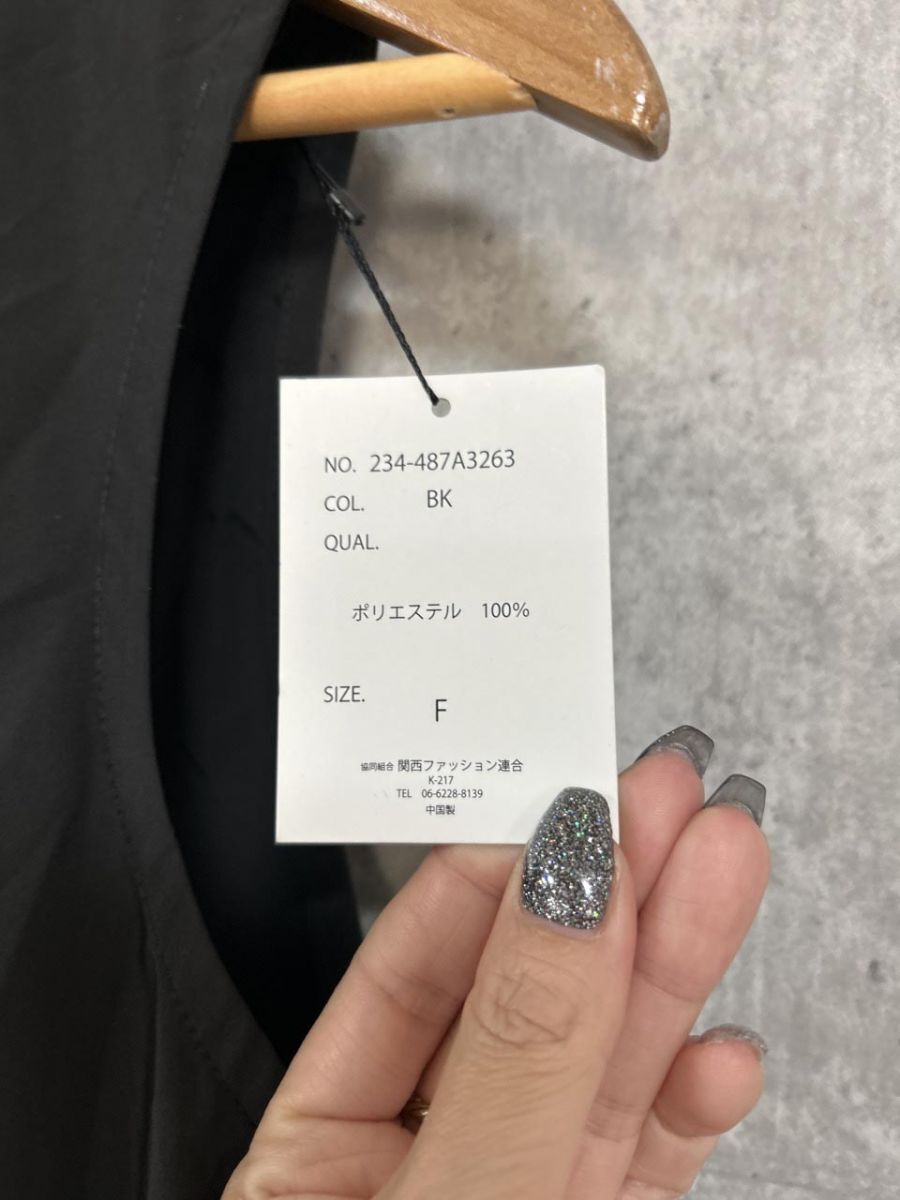 NO. 234-487A3263
COL. BK
QUAL.
ポリエステル 100%
SIZE.
F
協同組合 関西ファッション連合
K-217
TEL 06-6228-8139
中国製